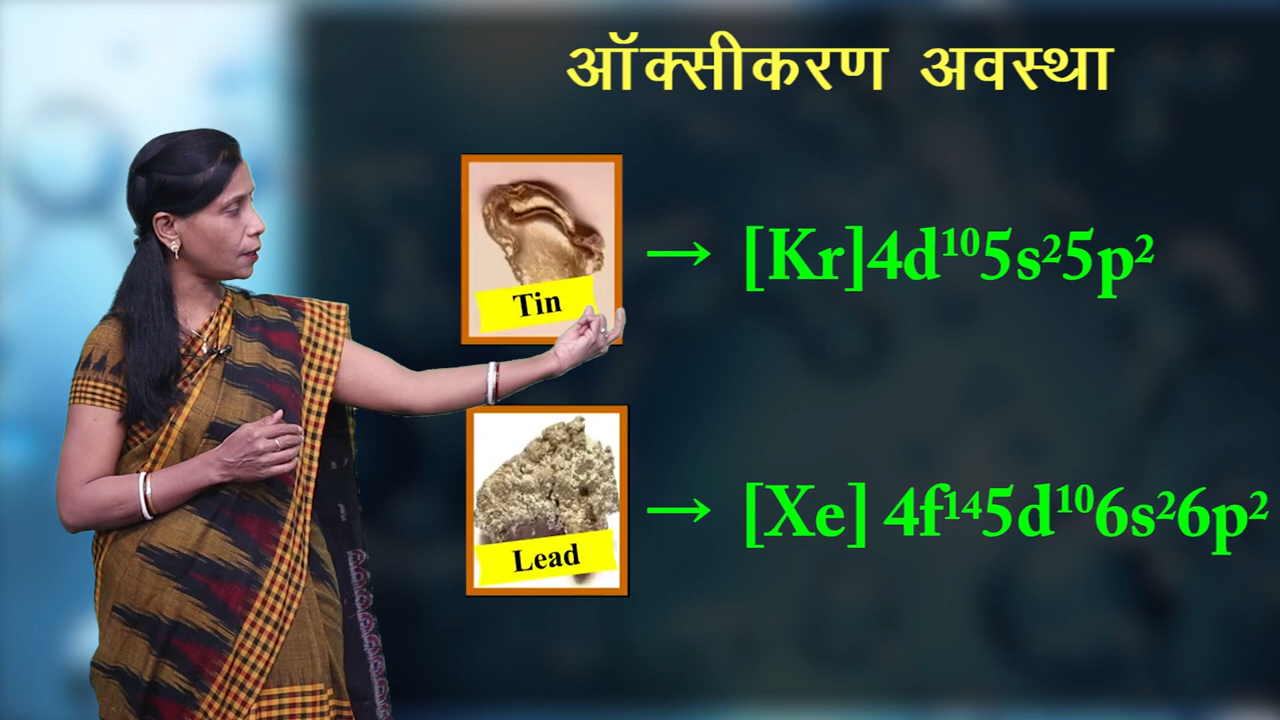 ऑक्सीकरण अवस्था
Tin
→ [Kr]4d¹⁰5s²5p²
Lead
→ [Xe] 4f¹⁴5d¹⁰6s²6p²